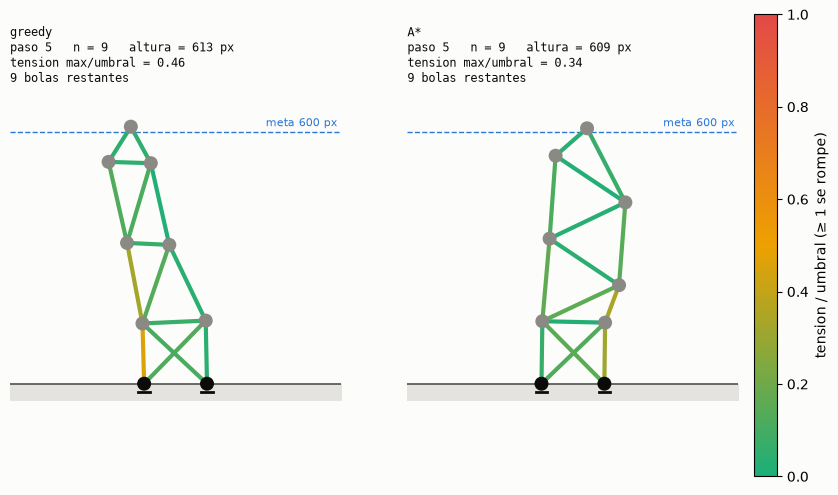 greedy
paso 5   n = 9   altura = 613 px
tension max/umbral = 0.46
9 bolas restantes
meta 600 px
A*
paso 5   n = 9   altura = 609 px
tension max/umbral = 0.34
9 bolas restantes
meta 600 px
1.0
0.8
0.6
0.4
0.2
0.0
tension / umbral (≥ 1 se rompe)